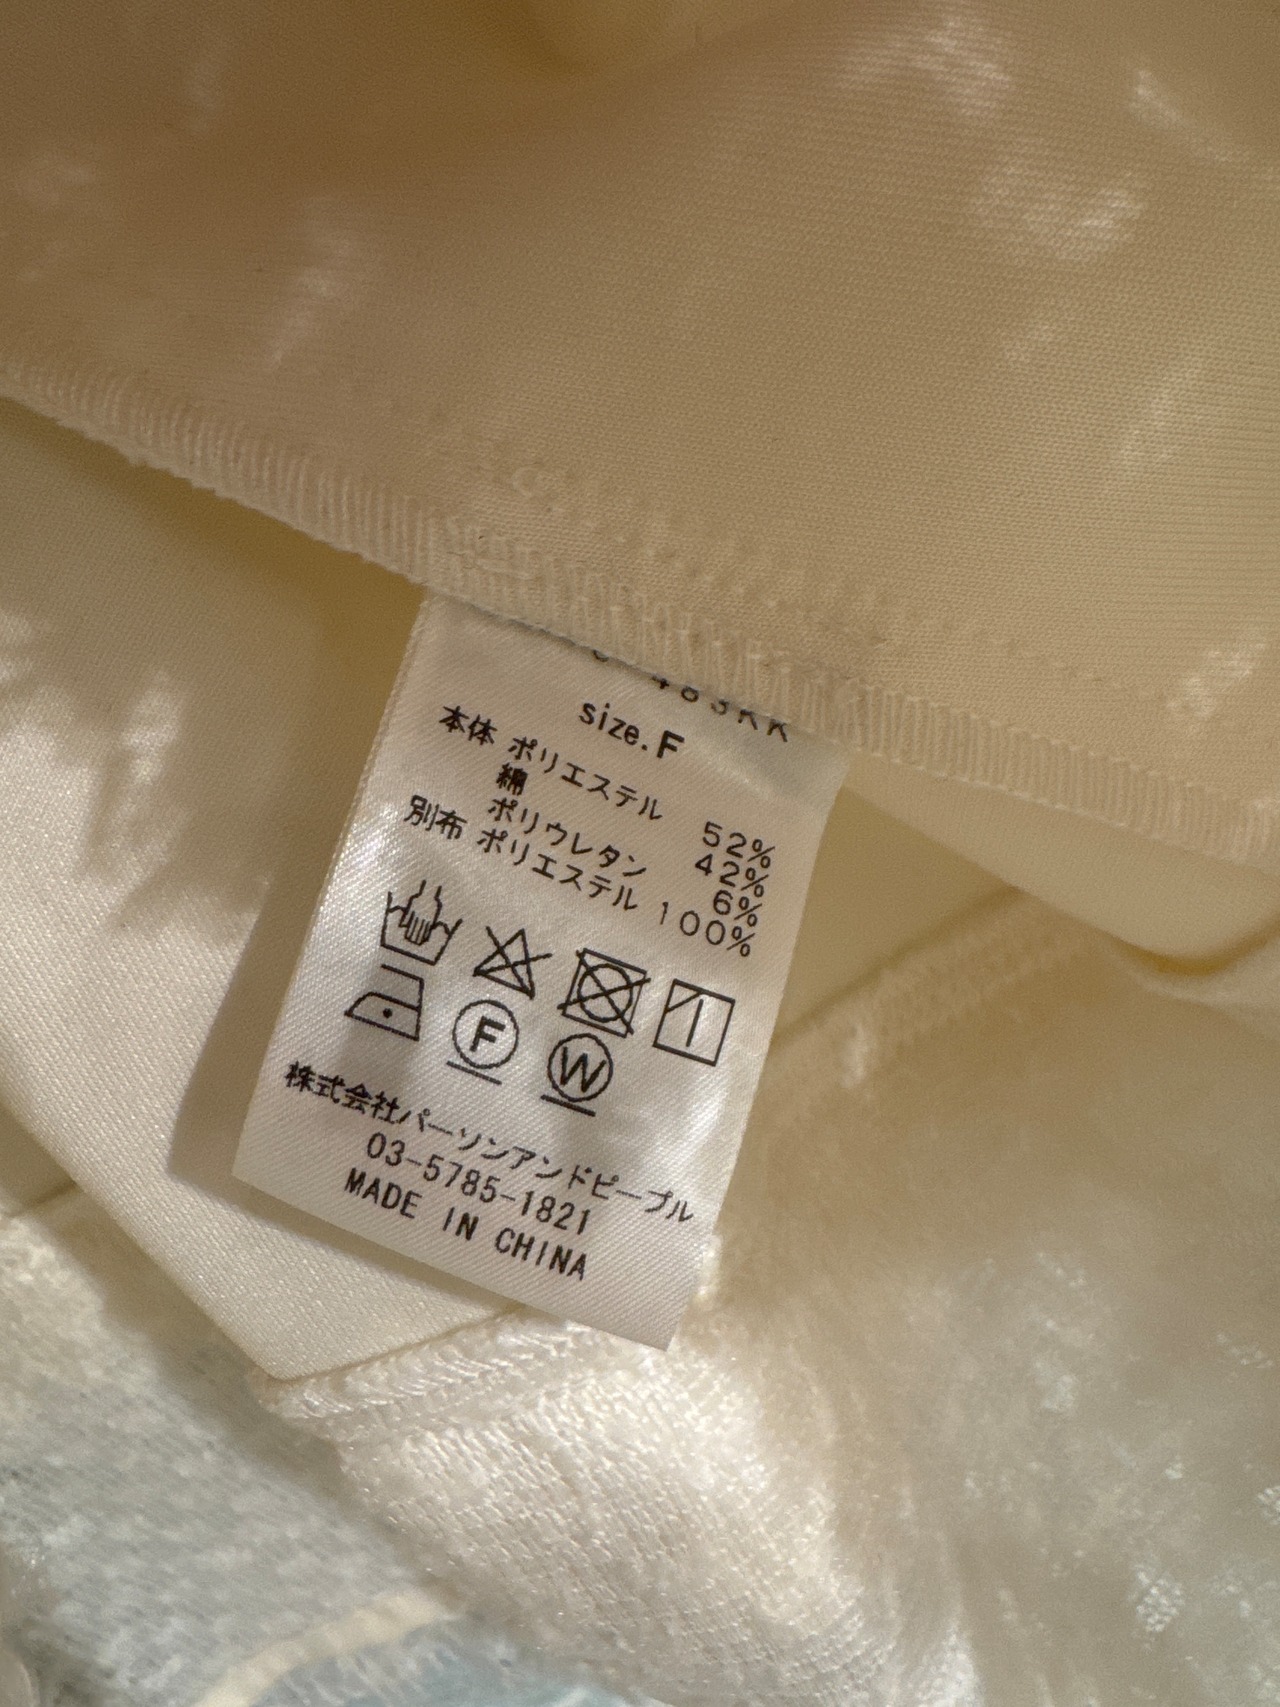 483KK
size.F
本体 ポリエステル 52%
綿 42%
ポリウレタン 6%
別布 ポリエステル 100%
F W
株式会社パーソンアンドピープル
03-5785-1821
MADE IN CHINA